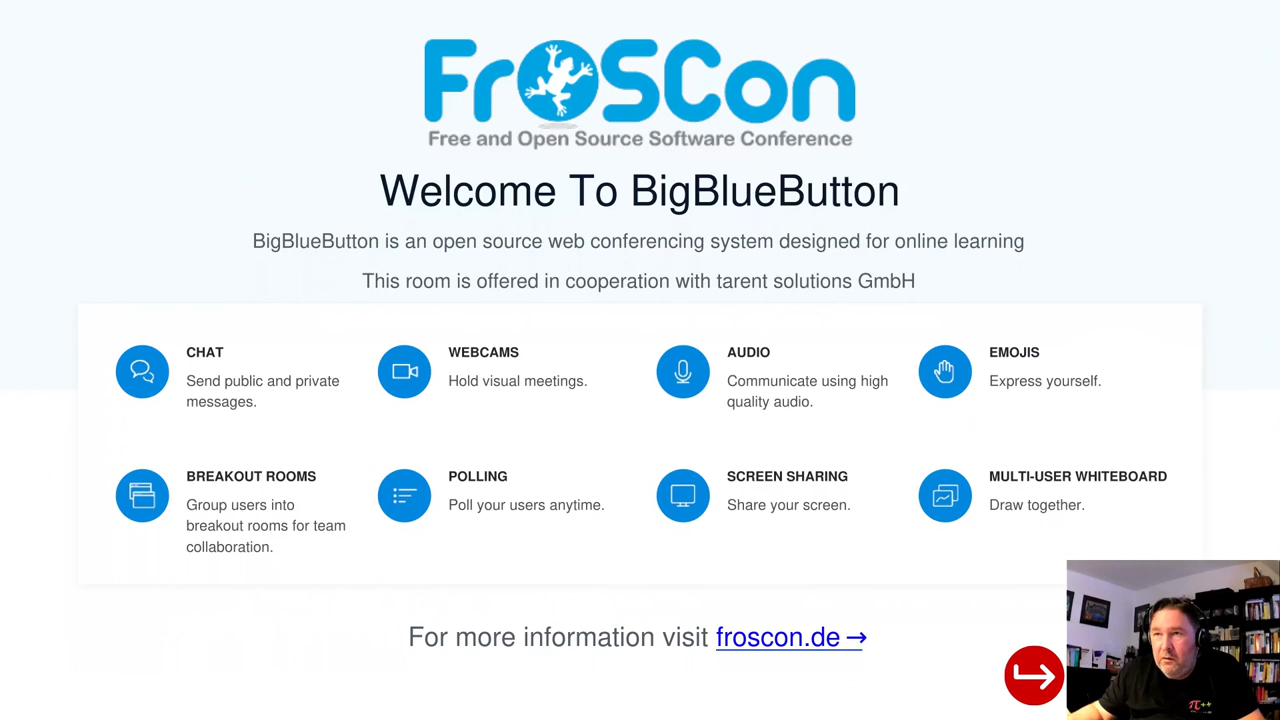 FrOSCon
Free and Open Source Software Conference
Welcome To BigBlueButton
BigBlueButton is an open source web conferencing system designed for online learning
This room is offered in cooperation with tarent solutions GmbH
CHAT
Send public and private
messages.
WEBCAMS
Hold visual meetings.
AUDIO
Communicate using high
quality audio.
EMOJIS
Express yourself.
BREAKOUT ROOMS
Group users into
breakout rooms for team
collaboration.
POLLING
Poll your users anytime.
SCREEN SHARING
Share your screen.
MULTI-USER WHITEBOARD
Draw together.
For more information visit froscon.de →
π++